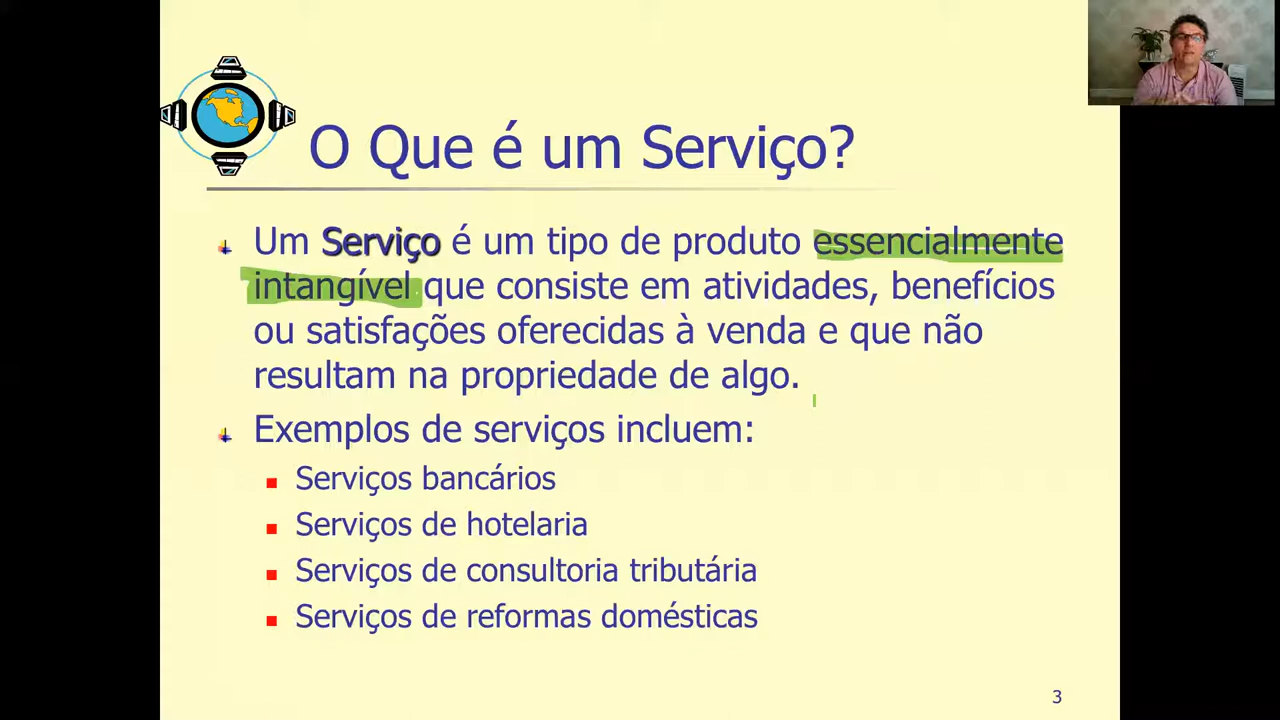 O Que é um Serviço?
Um Serviço é um tipo de produto essencialmente
intangível que consiste em atividades, benefícios
ou satisfações oferecidas à venda e que não
resultam na propriedade de algo.
Exemplos de serviços incluem:
Serviços bancários
Serviços de hotelaria
Serviços de consultoria tributária
Serviços de reformas domésticas
3